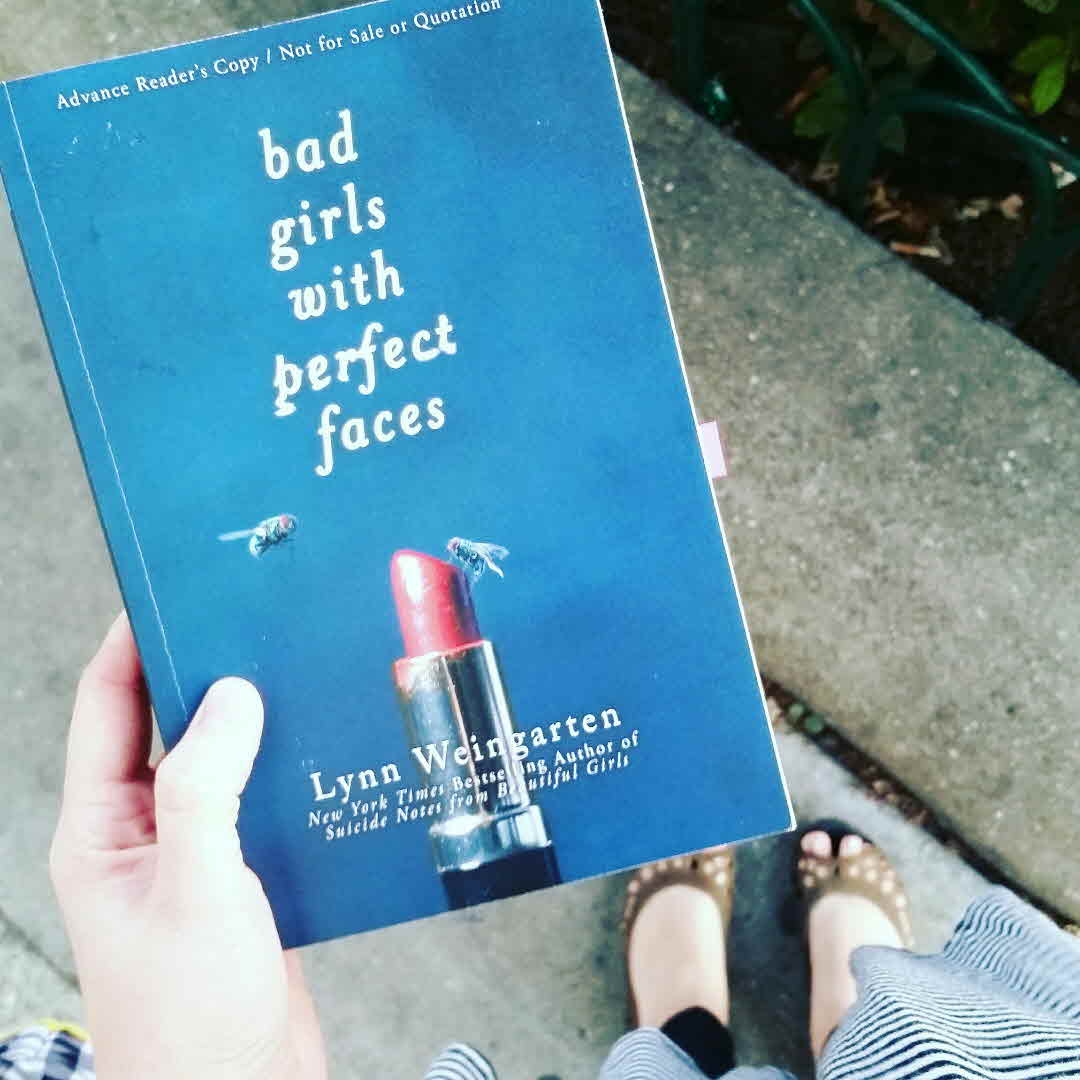 Advance Reader's Copy / Not for Sale or Quotation
bad
girls
with
perfect
faces
Lynn Weingarten
New York Times Bestselling Author of
Suicide Notes from Beautiful Girls